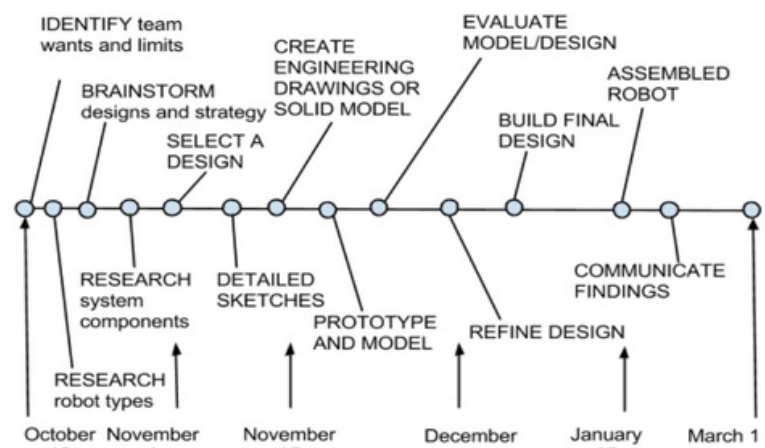 IDENTIFY team
wants and limits
BRAINSTORM
designs and strategy
SELECT A
DESIGN
CREATE
ENGINEERING
DRAWINGS OR
SOLID MODEL
EVALUATE
MODEL/DESIGN
BUILD FINAL
DESIGN
ASSEMBLED
ROBOT
RESEARCH
system
components
DETAILED
SKETCHES
PROTOTYPE
AND MODEL
REFINE DESIGN
COMMUNICATE
FINDINGS
RESEARCH
robot types
October November November December January March 1